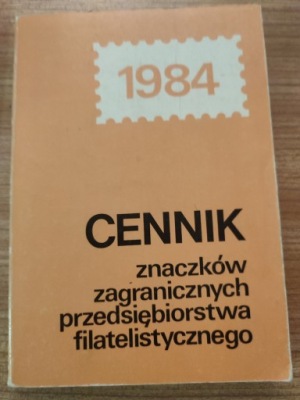 1984
CENNIK
znaczków
zagranicznych
przedsiębiorstwa
filatelistycznego